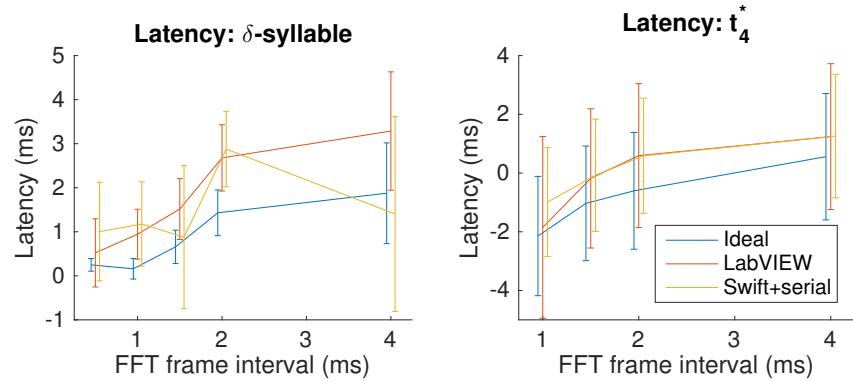 Latency: δ-syllable
5
4
3
2
1
0
-1
Latency (ms)
1 2 3 4
FFT frame interval (ms)
Latency: t₄*
4
2
0
-2
-4
Latency (ms)
1 2 3 4
FFT frame interval (ms)
Ideal
LabVIEW
Swift+serial